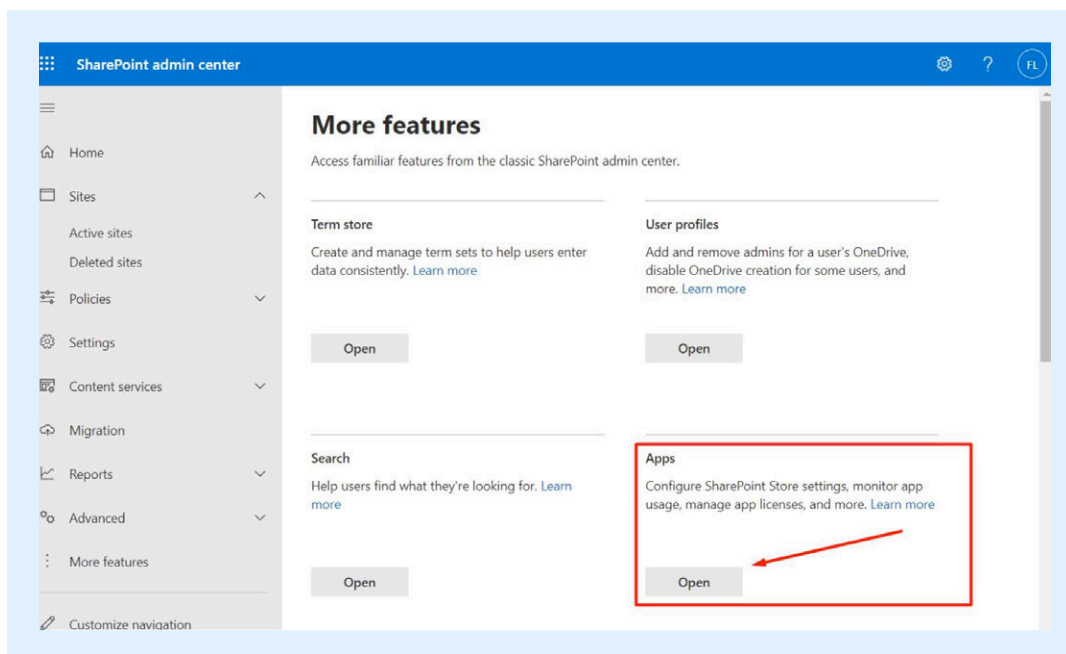 SharePoint admin center
?
FL
Home
Sites
Active sites
Deleted sites
Policies
Settings
Content services
Migration
Reports
Advanced
More features
Customize navigation
More features
Access familiar features from the classic SharePoint admin center.
Term store
Create and manage term sets to help users enter
data consistently. Learn more
Open
User profiles
Add and remove admins for a user's OneDrive,
disable OneDrive creation for some users, and
more. Learn more
Open
Search
Help users find what they're looking for. Learn
more
Open
Apps
Configure SharePoint Store settings, monitor app
usage, manage app licenses, and more. Learn more
Open